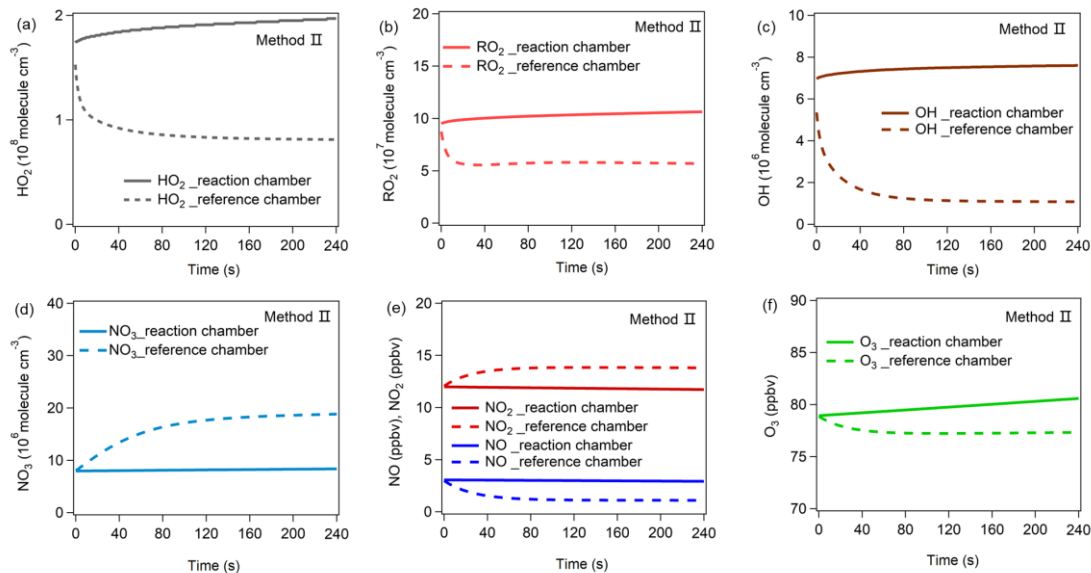 (a)
Method Ⅱ
HO2 (10^8 molecule cm^-3)
2
1
0
HO2 _reaction chamber
HO2 _reference chamber
0 40 80 120 160 200 240
Time (s)
(b)
Method Ⅱ
RO2 (10^7 molecule cm^-3)
20
15
10
5
0
RO2 _reaction chamber
RO2 _reference chamber
0 40 80 120 160 200 240
Time (s)
(c)
Method Ⅱ
OH (10^6 molecule cm^-3)
10
8
6
4
2
0
OH _reaction chamber
OH _reference chamber
0 40 80 120 160 200 240
Time (s)
(d)
Method Ⅱ
NO3 (10^6 molecule cm^-3)
40
30
20
10
0
NO3_reaction chamber
NO3_reference chamber
0 40 80 120 160 200 240
Time (s)
(e)
Method Ⅱ
NO (ppbv), NO2 (ppbv)
20
15
10
5
0
NO2 _reaction chamber
NO2 _reference chamber
NO _reaction chamber
NO _reference chamber
0 40 80 120 160 200 240
Time (s)
(f)
Method Ⅱ
O3 (ppbv)
90
85
80
75
70
O3 _reaction chamber
O3 _reference chamber
0 40 80 120 160 200 240
Time (s)